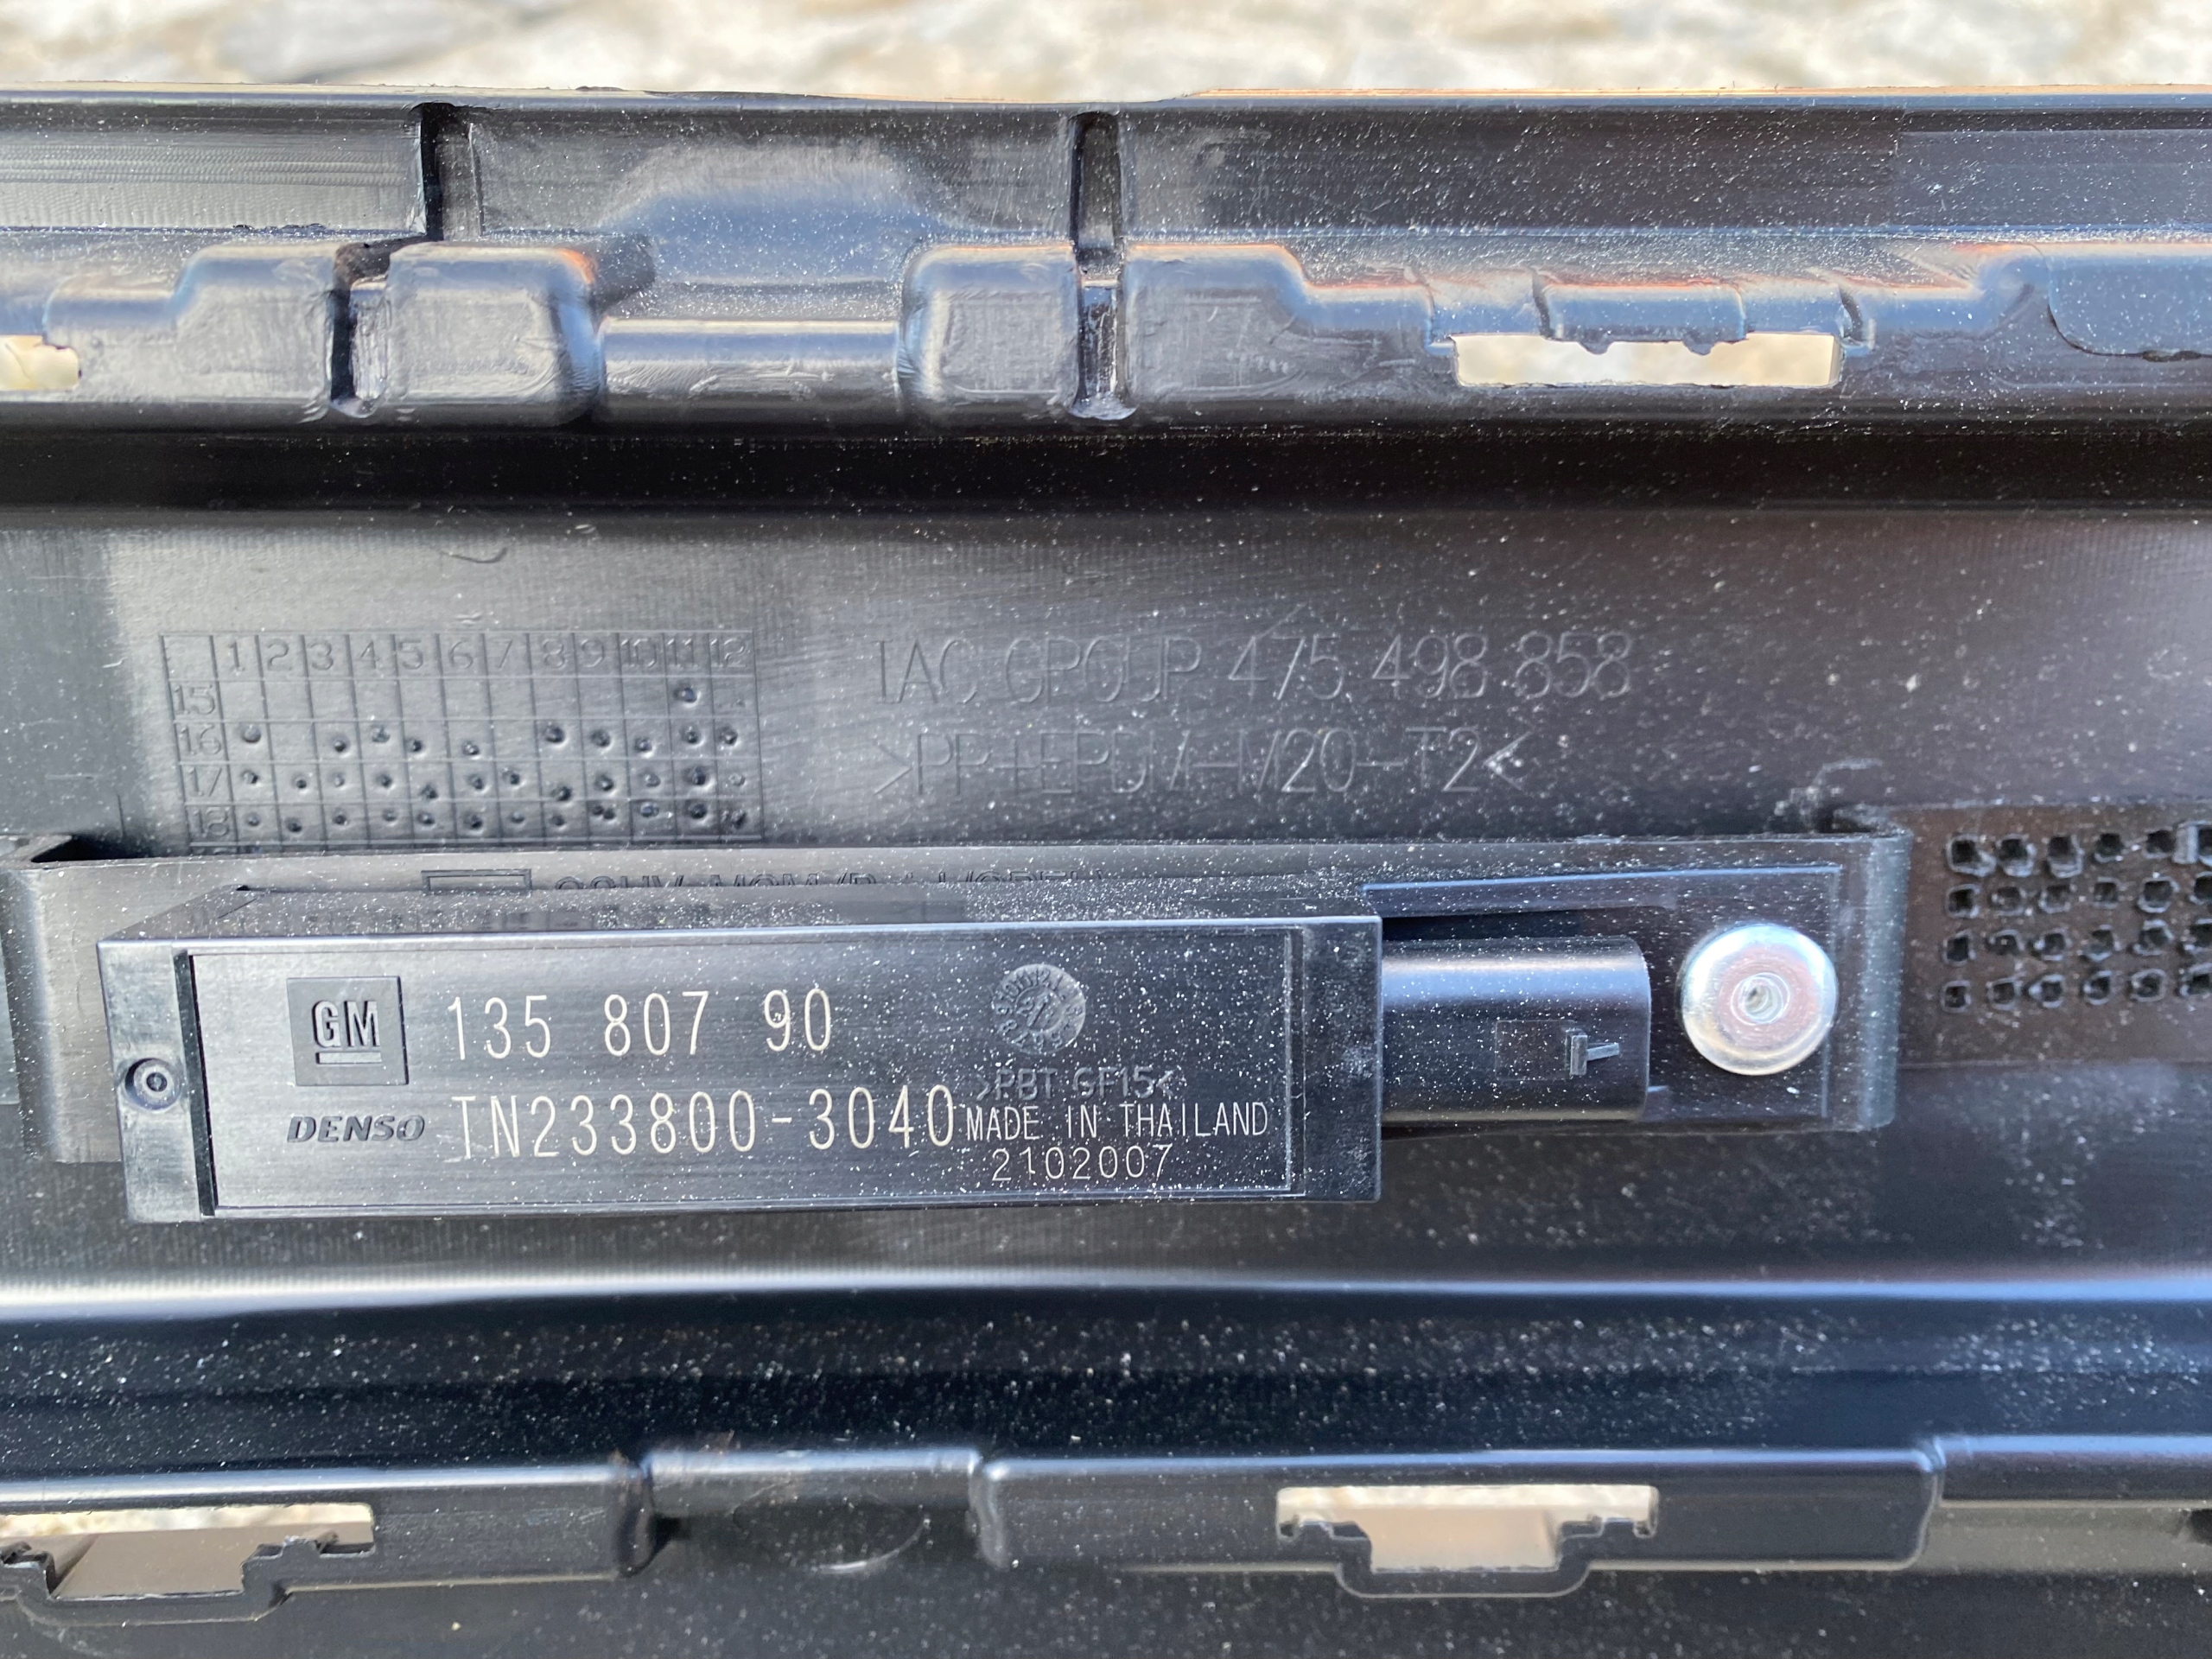 1 2 3 4 5 6 7 8 9 10 11 12
15
16
17
18
IAC GROUP 475 498 858
>PP+EPDM-M20-T2<
GM 135 807 90
>PBT GF15<
DENSO TN233800-3040 MADE IN THAILAND
2102007